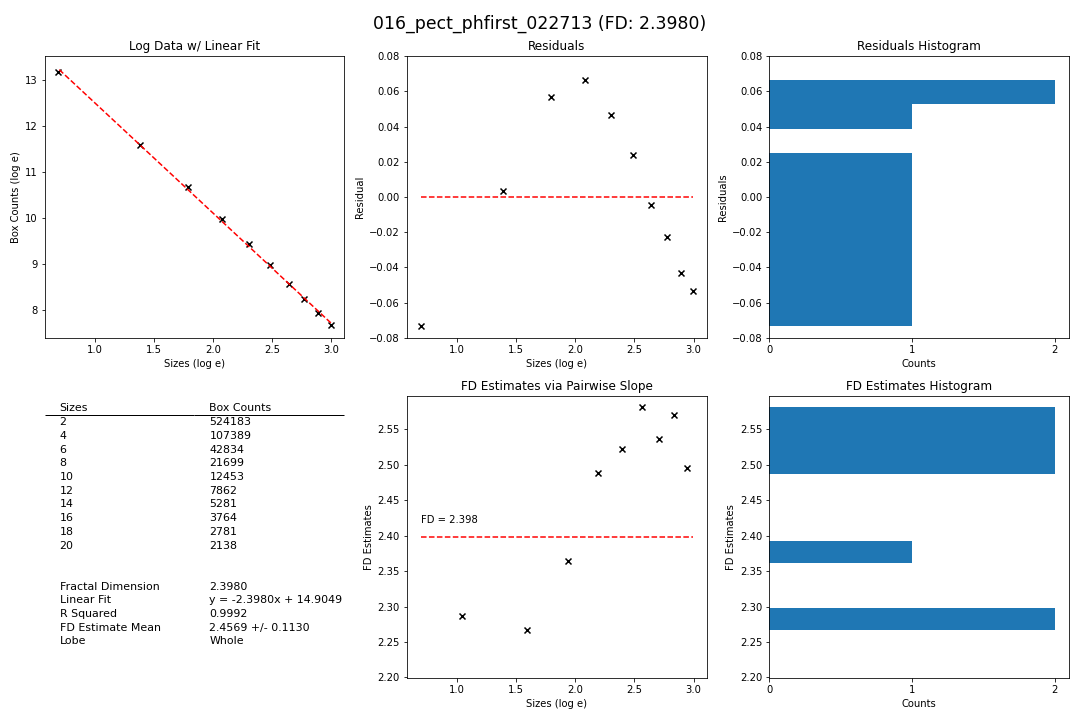 016_pect_phfirst_022713 (FD: 2.3980)
Log Data w/ Linear Fit
13
12
11
10
9
8
Box Counts (log e)
1.0 1.5 2.0 2.5 3.0
Sizes (log e)
Residuals
0.08
0.06
0.04
0.02
0.00
−0.02
−0.04
−0.06
−0.08
Residual
1.0 1.5 2.0 2.5 3.0
Sizes (log e)
Residuals Histogram
0.08
0.06
0.04
0.02
0.00
−0.02
−0.04
−0.06
−0.08
Residuals
0 1 2
Counts
Sizes Box Counts
2 524183
4 107389
6 42834
8 21699
10 12453
12 7862
14 5281
16 3764
18 2781
20 2138
Fractal Dimension 2.3980
Linear Fit y = -2.3980x + 14.9049
R Squared 0.9992
FD Estimate Mean 2.4569 +/- 0.1130
Lobe Whole
FD Estimates via Pairwise Slope
2.55
2.50
2.45
2.40
2.35
2.30
2.25
2.20
FD Estimates
FD = 2.398
1.0 1.5 2.0 2.5 3.0
Sizes (log e)
FD Estimates Histogram
2.55
2.50
2.45
2.40
2.35
2.30
2.25
2.20
FD Estimates
0 1 2
Counts